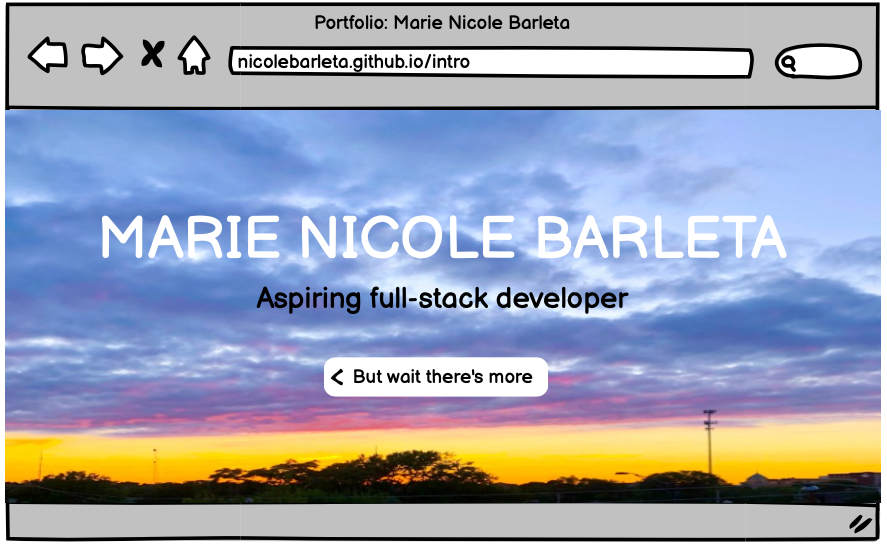 Portfolio: Marie Nicole Barleta
nicolebarleta.github.io/intro
MARIE NICOLE BARLETA
Aspiring full-stack developer
But wait there's more